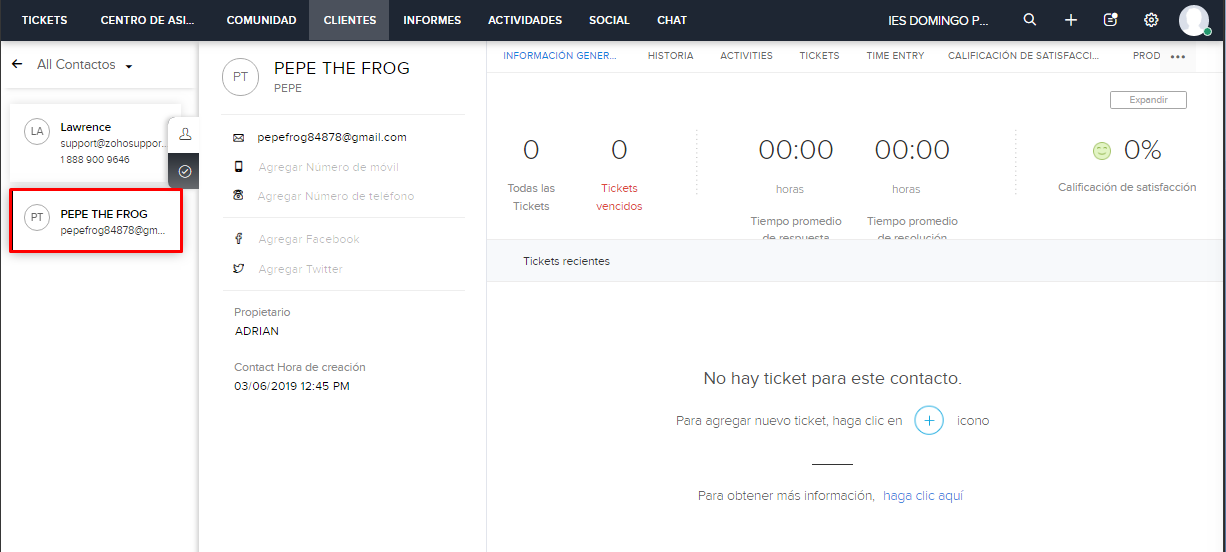 TICKETS
CENTRO DE ASI...
COMUNIDAD
CLIENTES
INFORMES
ACTIVIDADES
SOCIAL
CHAT
IES DOMINGO P...
All Contactos
LA
Lawrence
support@zohosuppor...
1 888 900 9646
PT
PEPE THE FROG
pepefrog84878@gm...
PT
PEPE THE FROG
PEPE
pepefrog84878@gmail.com
Agregar Número de móvil
Agregar Número de teléfono
Agregar Facebook
Agregar Twitter
Propietario
ADRIAN
Contact Hora de creación
03/06/2019 12:45 PM
INFORMACIÓN GENER...
HISTORIA
ACTIVITIES
TICKETS
TIME ENTRY
CALIFICACIÓN DE SATISFACCI...
PROD
Expandir
0
Todas las
Tickets
0
Tickets
vencidos
00:00
horas
Tiempo promedio
de respuesta
00:00
horas
Tiempo promedio
de resolución
0%
Calificación de satisfacción
Tickets recientes
No hay ticket para este contacto.
Para agregar nuevo ticket, haga clic en + icono
Para obtener más información, haga clic aquí